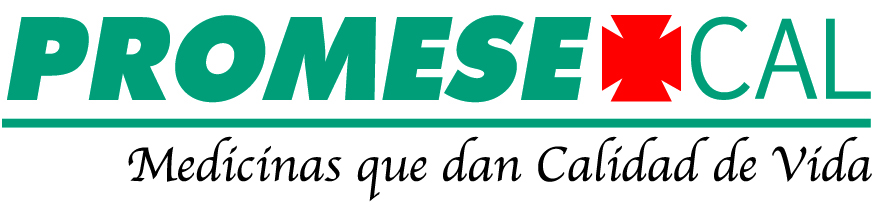 PROMESE CAL
Medicinas que dan Calidad de Vida